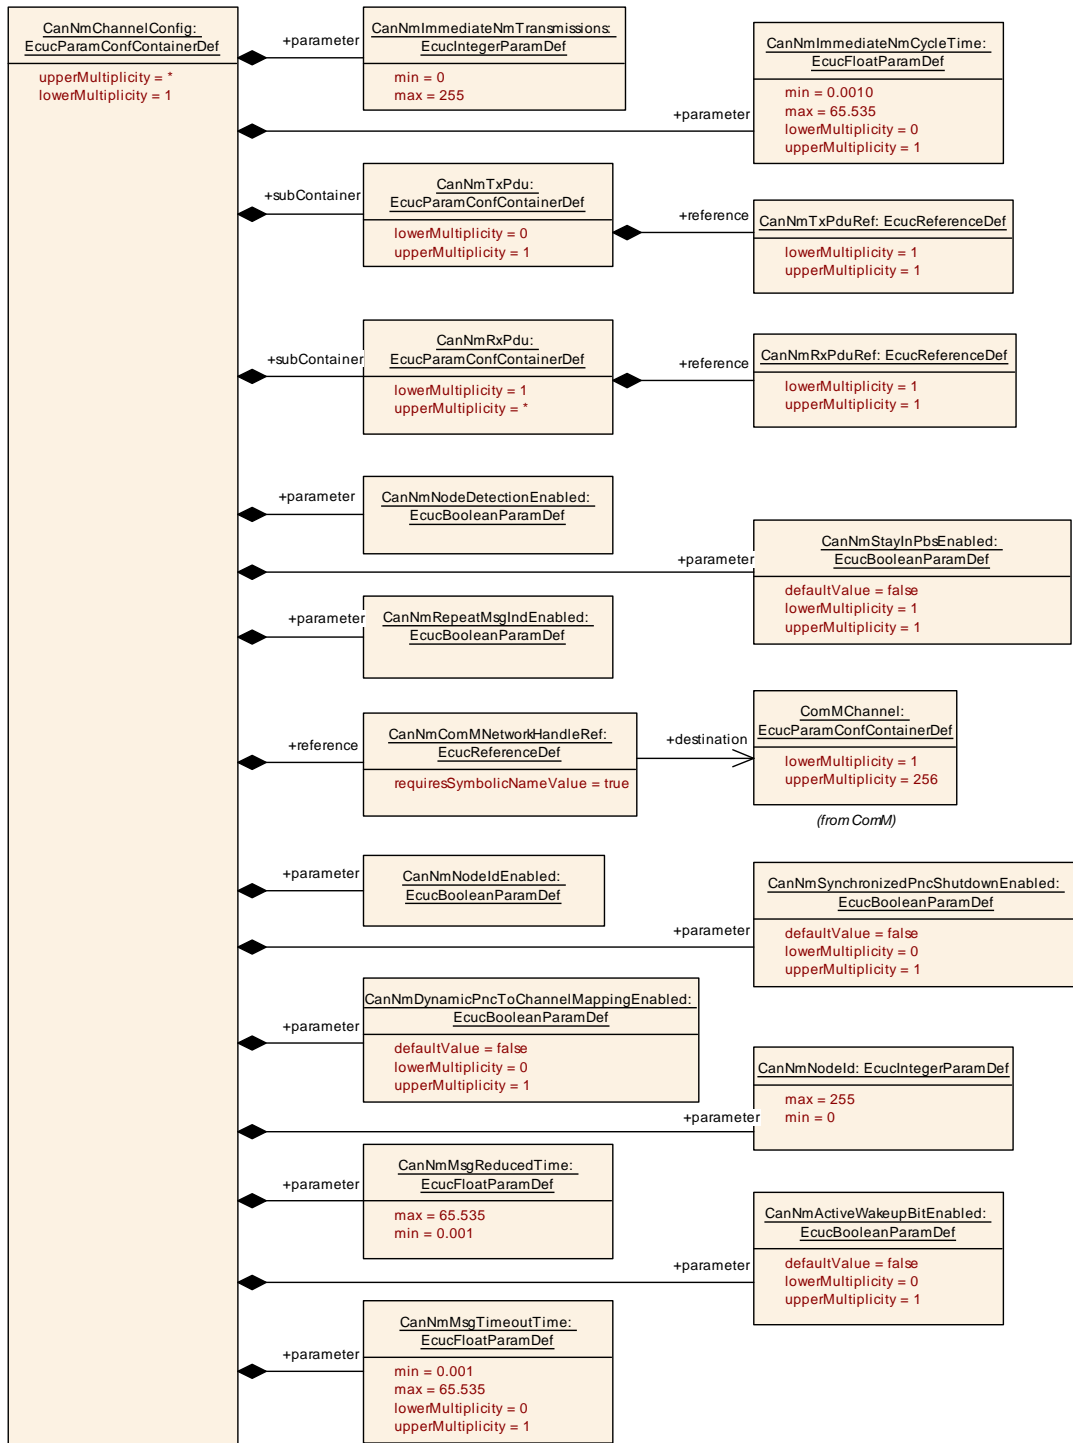 CanNmChannelConfig:
EcucParamConfContainerDef
upperMultiplicity = *
lowerMultiplicity = 1
+parameter
CanNmImmediateNmTransmissions:
EcucIntegerParamDef
min = 0
max = 255
+parameter
CanNmImmediateNmCycleTime:
EcucFloatParamDef
min = 0.0010
max = 65.535
lowerMultiplicity = 0
upperMultiplicity = 1
+subContainer
CanNmTxPdu:
EcucParamConfContainerDef
lowerMultiplicity = 0
upperMultiplicity = 1
+reference
CanNmTxPduRef: EcucReferenceDef
lowerMultiplicity = 1
upperMultiplicity = 1
+subContainer
CanNmRxPdu:
EcucParamConfContainerDef
lowerMultiplicity = 1
upperMultiplicity = *
+reference
CanNmRxPduRef: EcucReferenceDef
lowerMultiplicity = 1
upperMultiplicity = 1
+parameter
CanNmNodeDetectionEnabled:
EcucBooleanParamDef
+parameter
CanNmStayInPbsEnabled:
EcucBooleanParamDef
defaultValue = false
lowerMultiplicity = 1
upperMultiplicity = 1
+parameter
CanNmRepeatMsgIndEnabled:
EcucBooleanParamDef
+reference
CanNmComMNetworkHandleRef:
EcucReferenceDef
requiresSymbolicNameValue = true
+destination
ComMChannel:
EcucParamConfContainerDef
lowerMultiplicity = 1
upperMultiplicity = 256
(from ComM)
+parameter
CanNmNodeIdEnabled:
EcucBooleanParamDef
+parameter
CanNmSynchronizedPncShutdownEnabled:
EcucBooleanParamDef
defaultValue = false
lowerMultiplicity = 0
upperMultiplicity = 1
+parameter
CanNmDynamicPncToChannelMappingEnabled:
EcucBooleanParamDef
defaultValue = false
lowerMultiplicity = 0
upperMultiplicity = 1
+parameter
CanNmNodeId: EcucIntegerParamDef
max = 255
min = 0
+parameter
CanNmMsgReducedTime:
EcucFloatParamDef
max = 65.535
min = 0.001
+parameter
CanNmActiveWakeupBitEnabled:
EcucBooleanParamDef
defaultValue = false
lowerMultiplicity = 0
upperMultiplicity = 1
+parameter
CanNmMsgTimeoutTime:
EcucFloatParamDef
min = 0.001
max = 65.535
lowerMultiplicity = 0
upperMultiplicity = 1